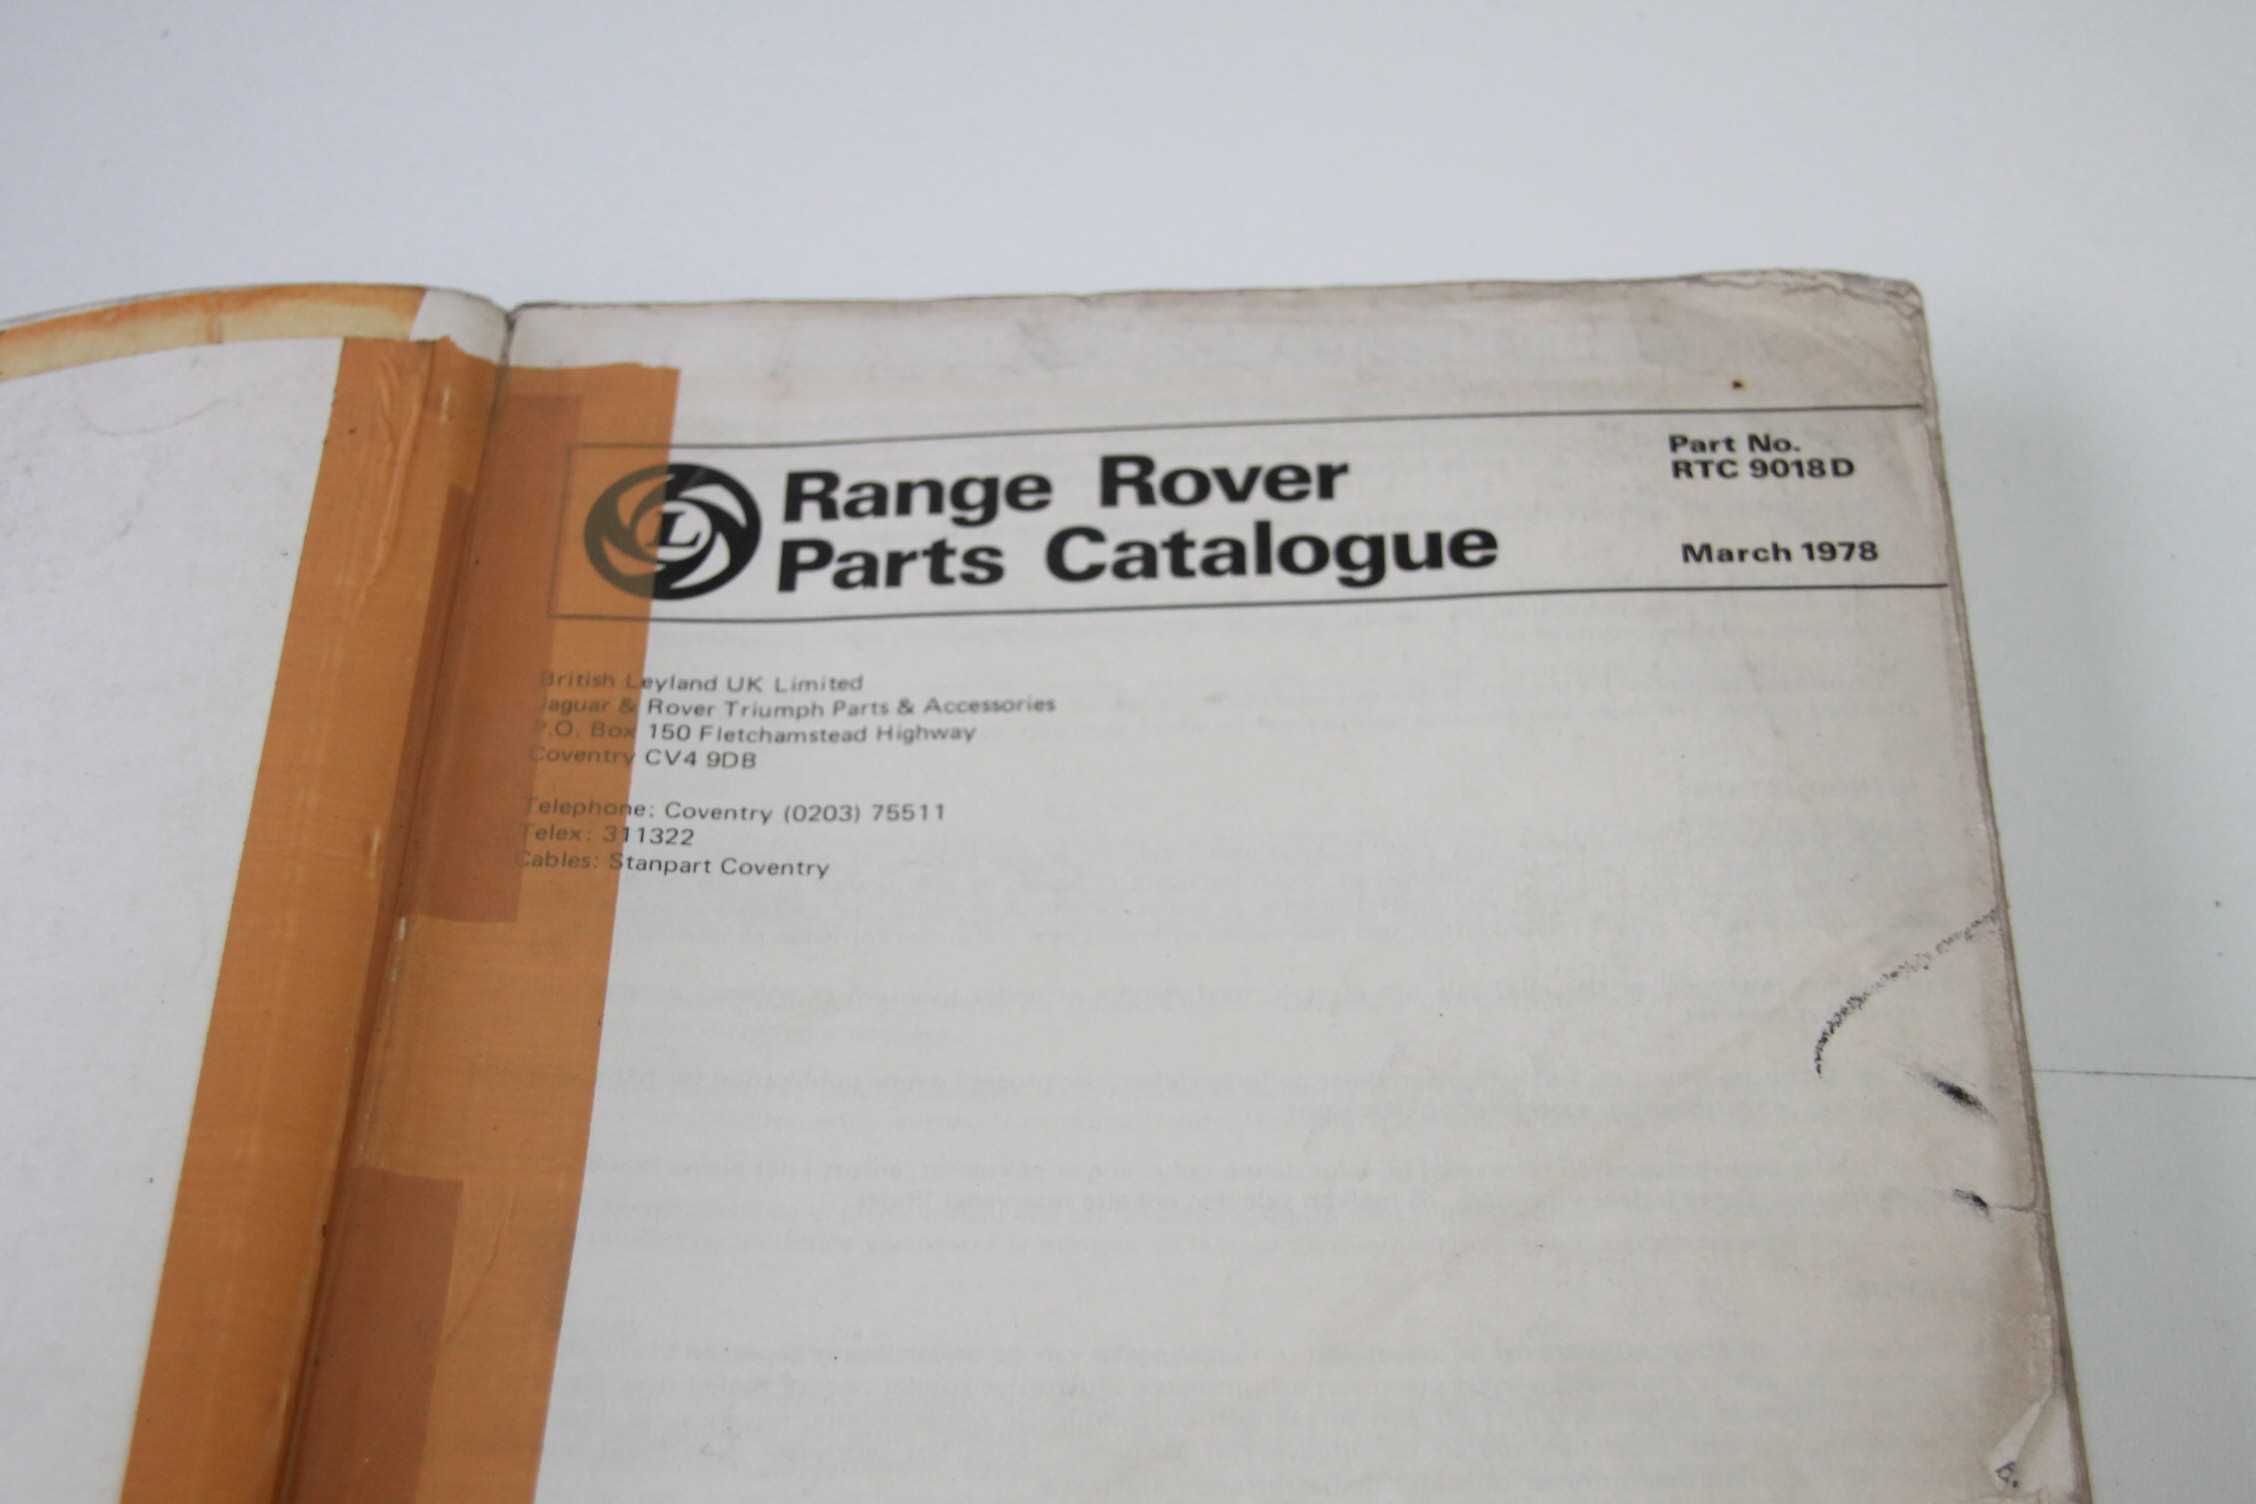 L
Range Rover
Parts Catalogue
Part No.
RTC 9018D
March 1978
British Leyland UK Limited
Jaguar & Rover Triumph Parts & Accessories
P.O. Box 150 Fletchamstead Highway
Coventry CV4 9DB
Telephone: Coventry (0203) 75511
Telex: 311322
Cables: Stanpart Coventry